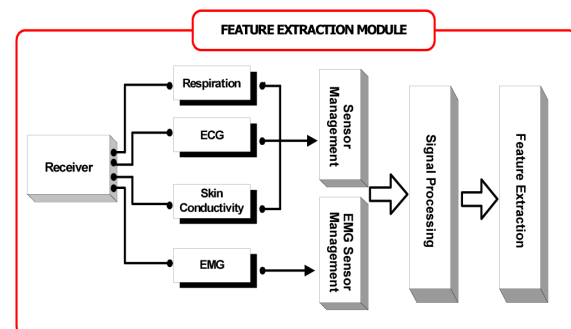 FEATURE EXTRACTION MODULE
Receiver
Respiration
ECG
Skin
Conductivity
EMG
Sensor
Management
EMG Sensor
Management
Signal Processing
Feature Extraction